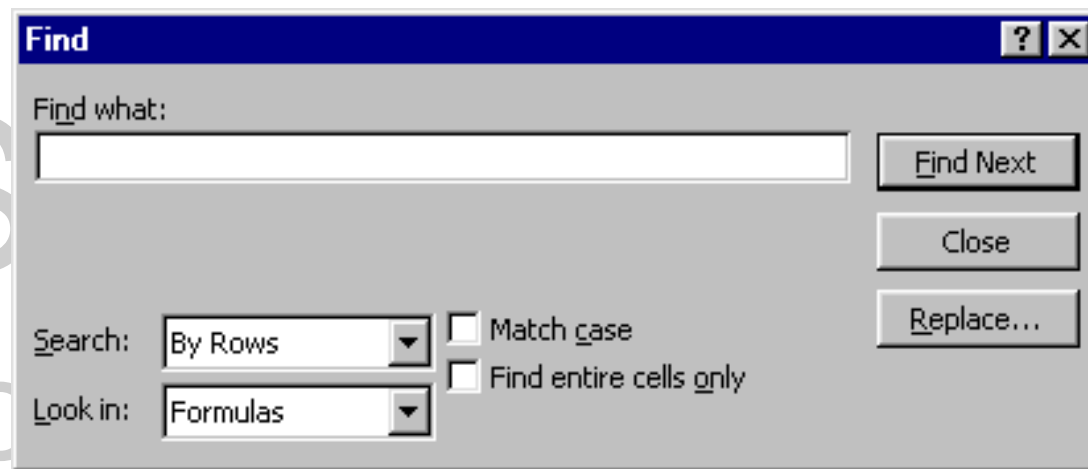 Find
Find what:
Find Next
Close
Replace...
Search: By Rows
Match case
Find entire cells only
Look in: Formulas